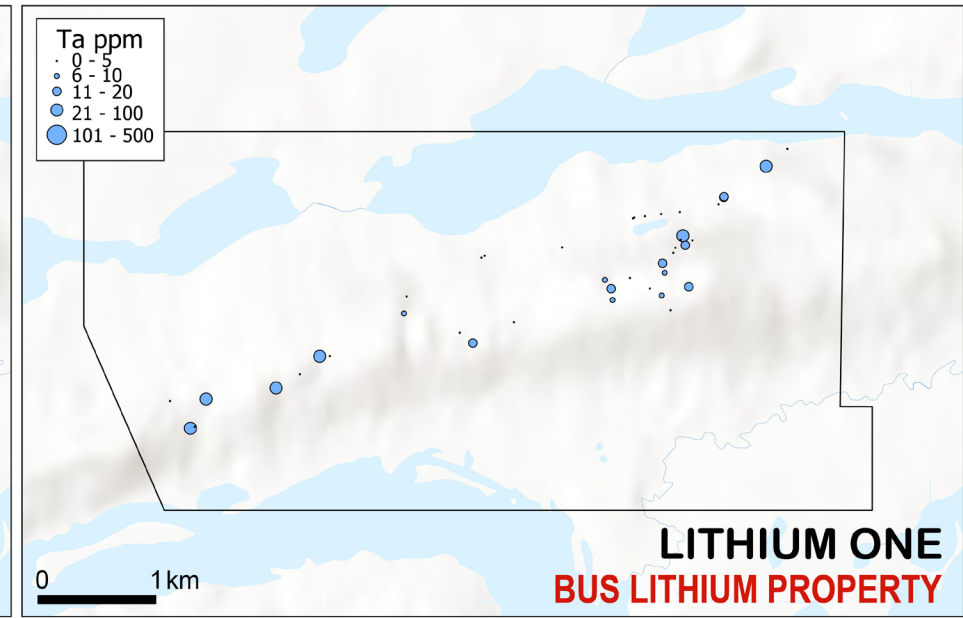 Ta ppm
0 - 5
6 - 10
11 - 20
21 - 100
101 - 500
LITHIUM ONE
BUS LITHIUM PROPERTY
0 1 km